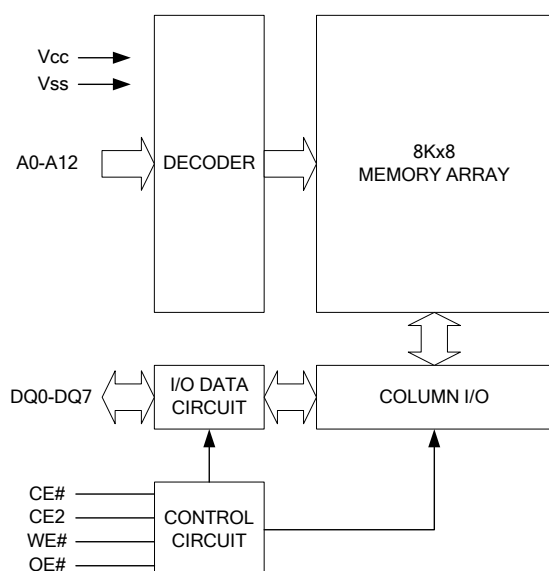 Vcc
Vss
A0-A12
DECODER
8Kx8
MEMORY ARRAY
DQ0-DQ7
I/O DATA
CIRCUIT
COLUMN I/O
CE#
CE2
WE#
OE#
CONTROL
CIRCUIT